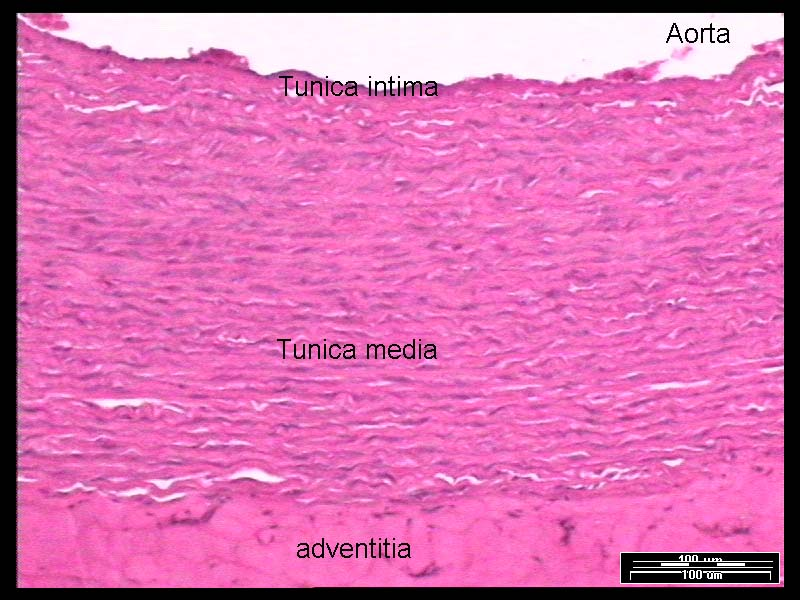 Aorta
Tunica intima
Tunica media
adventitia
100 um
100 um